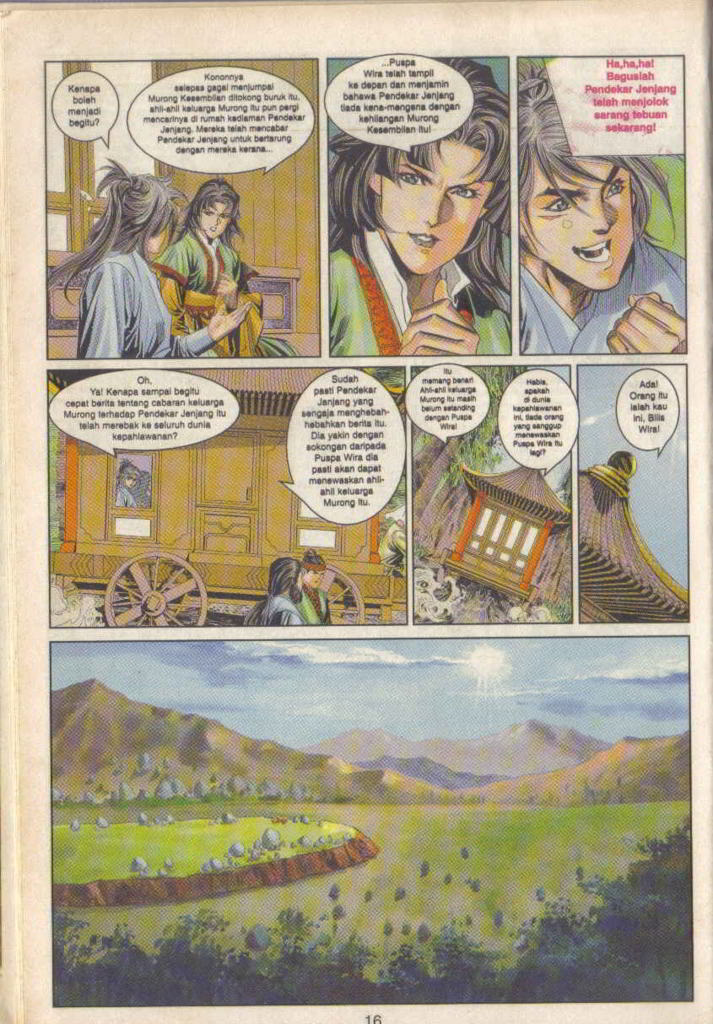 Kenapa
boleh
menjadi
begitu?
Kononnya
selepas gagal menjumpai
Murong Kesembilan ditokong buruk itu,
ahli-ahli keluarga Murong itu pun pergi
mencarinya di rumah kediaman Pendekar
Jenjang. Mereka telah mencabar
Pendekar Jenjang untuk bertarung
dengan mereka kerana...
...Puspa
Wira telah tampil
ke depan dan menjamin
bahawa Pendekar Jenjang
tiada kena-mengena dengan
kehilangan Murong
Kesembilan itu!
Ha,ha,ha!
Baguslah
Pendekar Jenjang
telah menjolok
sarang tebuan
sekarang!
Oh,
Ya! Kenapa sampai begitu
cepat berita tentang cabaran keluarga
Murong terhadap Pendekar Jenjang itu
telah merebak ke seluruh dunia
kepahlawanan?
Sudah
pasti Pendekar
Jenjang yang
sengaja menghebah-
hebahkan berita itu.
Dia yakin dengan
sokongan daripada
Puspa Wira dia
pasti akan dapat
menewaskan ahli-
ahli keluarga
Murong itu.
Itu
memang benar!
Ahli-ahli keluarga
Murong itu masih
belum setanding
dengan Puspa
Wira!
Habis,
apakah
di dunia
kepahlawanan
ini, tiada orang
yang sanggup
menewaskan
Puspa Wira itu
lagi?
Ada!
Orang itu
ialah kau
ini, Bilis
Wira!
16